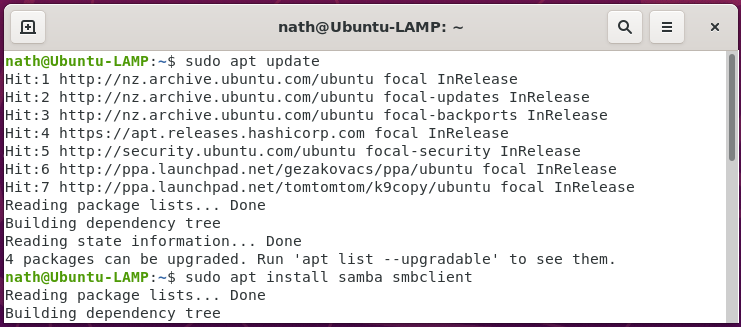 nath@Ubuntu-LAMP: ~
nath@Ubuntu-LAMP:~$ sudo apt update
Hit:1 http://nz.archive.ubuntu.com/ubuntu focal InRelease
Hit:2 http://nz.archive.ubuntu.com/ubuntu focal-updates InRelease
Hit:3 http://nz.archive.ubuntu.com/ubuntu focal-backports InRelease
Hit:4 https://apt.releases.hashicorp.com focal InRelease
Hit:5 http://security.ubuntu.com/ubuntu focal-security InRelease
Hit:6 http://ppa.launchpad.net/gezakovacs/ppa/ubuntu focal InRelease
Hit:7 http://ppa.launchpad.net/tomtomtom/k9copy/ubuntu focal InRelease
Reading package lists... Done
Building dependency tree
Reading state information... Done
4 packages can be upgraded. Run 'apt list --upgradable' to see them.
nath@Ubuntu-LAMP:~$ sudo apt install samba smbclient
Reading package lists... Done
Building dependency tree